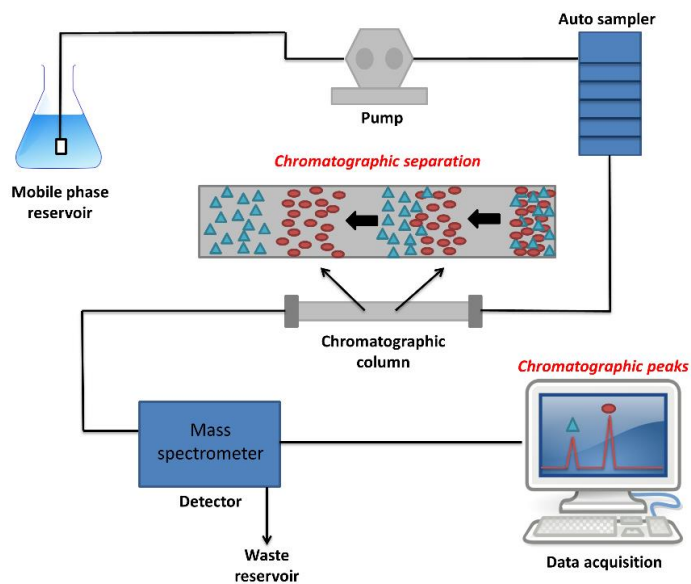 Auto sampler
Pump
Mobile phase
reservoir
Chromatographic separation
Chromatographic
column
Chromatographic peaks
Mass
spectrometer
Detector
Waste
reservoir
Data acquisition